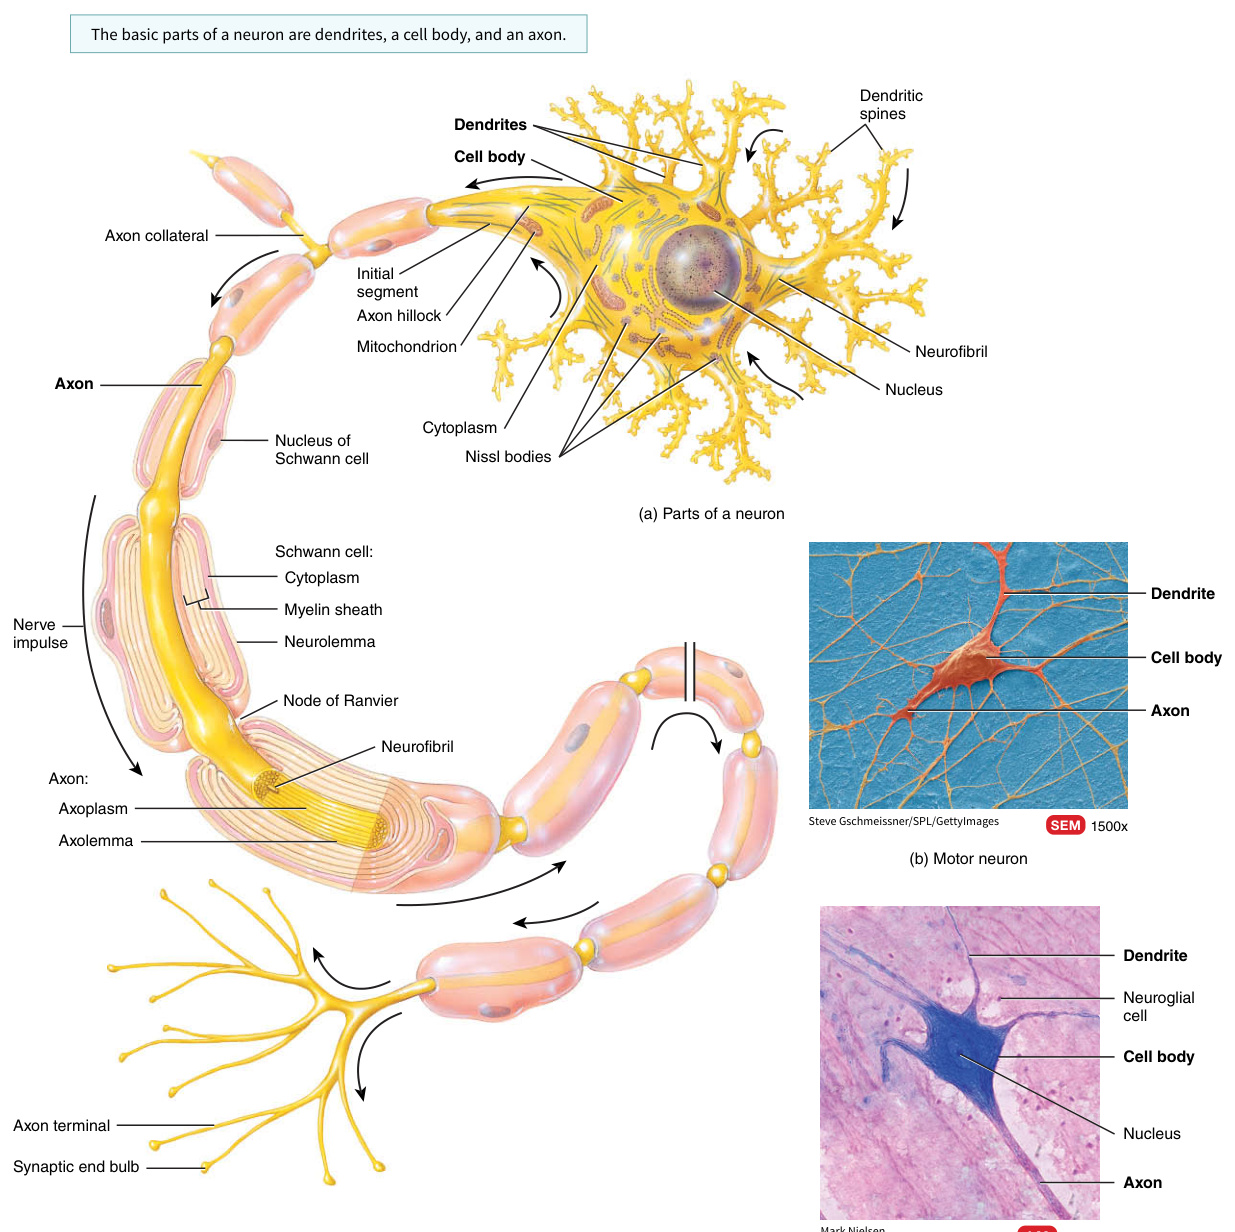 The basic parts of a neuron are dendrites, a cell body, and an axon.
Dendritic
spines
Dendrites
Cell body
Axon collateral
Initial
segment
Axon hillock
Mitochondrion
Neurofibril
Nucleus
Axon
Cytoplasm
Nissl bodies
Nucleus of
Schwann cell
(a) Parts of a neuron
Schwann cell:
Cytoplasm
Myelin sheath
Neurolemma
Nerve
impulse
Node of Ranvier
Neurofibril
Axon:
Axoplasm
Axolemma
Dendrite
Cell body
Axon
Steve Gschmeissner/SPL/GettyImages
SEM 1500x
(b) Motor neuron
Dendrite
Neuroglial
cell
Cell body
Nucleus
Axon
Axon terminal
Synaptic end bulb
Mark Nielsen